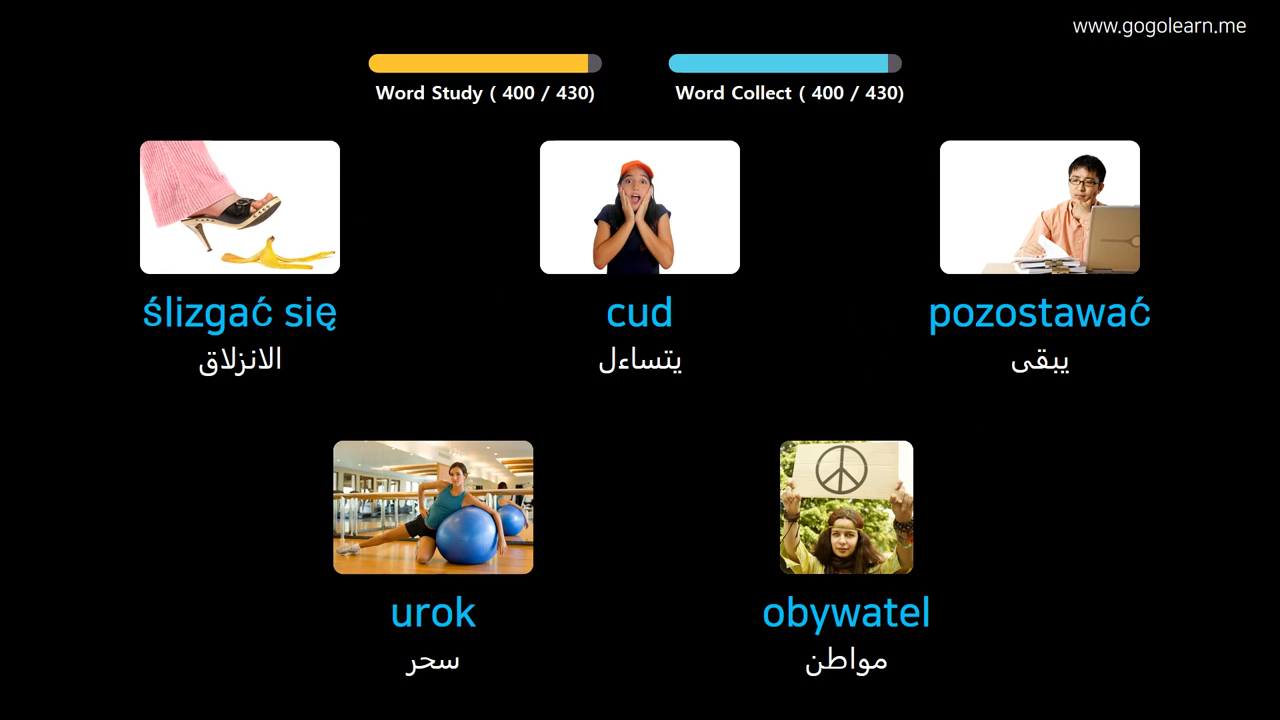 www.gogolearn.me
Word Study ( 400 / 430)
Word Collect ( 400 / 430)
ślizgać się
الانزلاق
cud
يتساءل
pozostawać
يبقى
urok
سحر
obywatel
مواطن